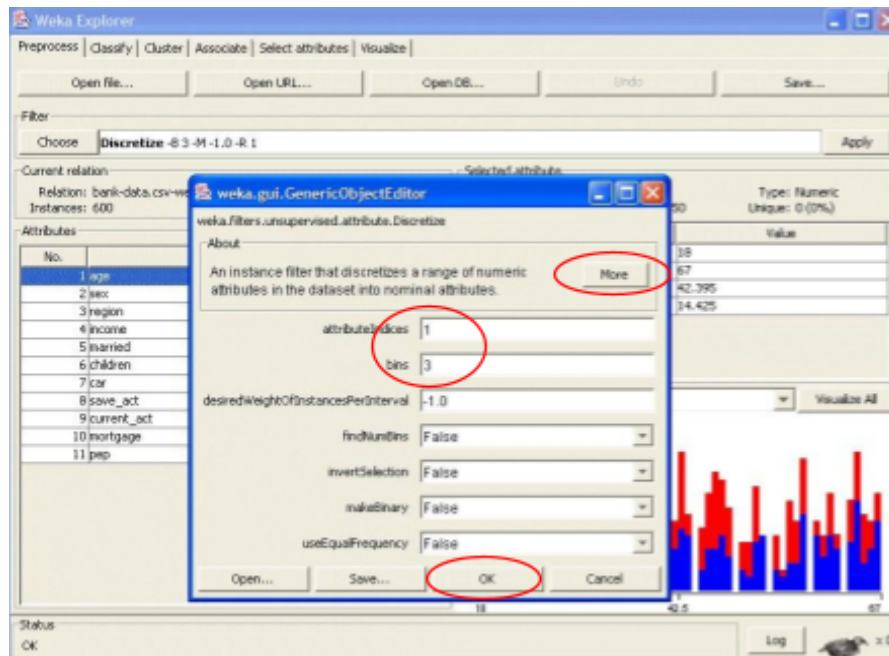 Weka Explorer
Preprocess Classify Cluster Associate Select attributes Visualize
Open file... Open URL... Open DB... Undo Save...
Filter
Choose Discretize -B 3 -M -1.0 -R 1 Apply
Current relation Selected attribute
Relation: bank-data.csv-we Type: Numeric
Instances: 600 Unique: 0 (0%)
Attributes Value
No.
1 age 18
2 sex 67
3 region 42.395
4 income 14.425
5 married
6 children
7 car
8 save_act
9 current_act
10 mortgage
11 pep
Visualize All
weka.gui.GenericObjectEditor
weka.filters.unsupervised.attribute.Discretize
About
An instance filter that discretizes a range of numeric
attributes in the dataset into nominal attributes.
More
attributeIndices 1
bins 3
desiredWeightOfInstancesPerInterval -1.0
findNumBins False
invertSelection False
makeBinary False
useEqualFrequency False
Open... Save... OK Cancel
18 42.5 67
Status
OK
Log